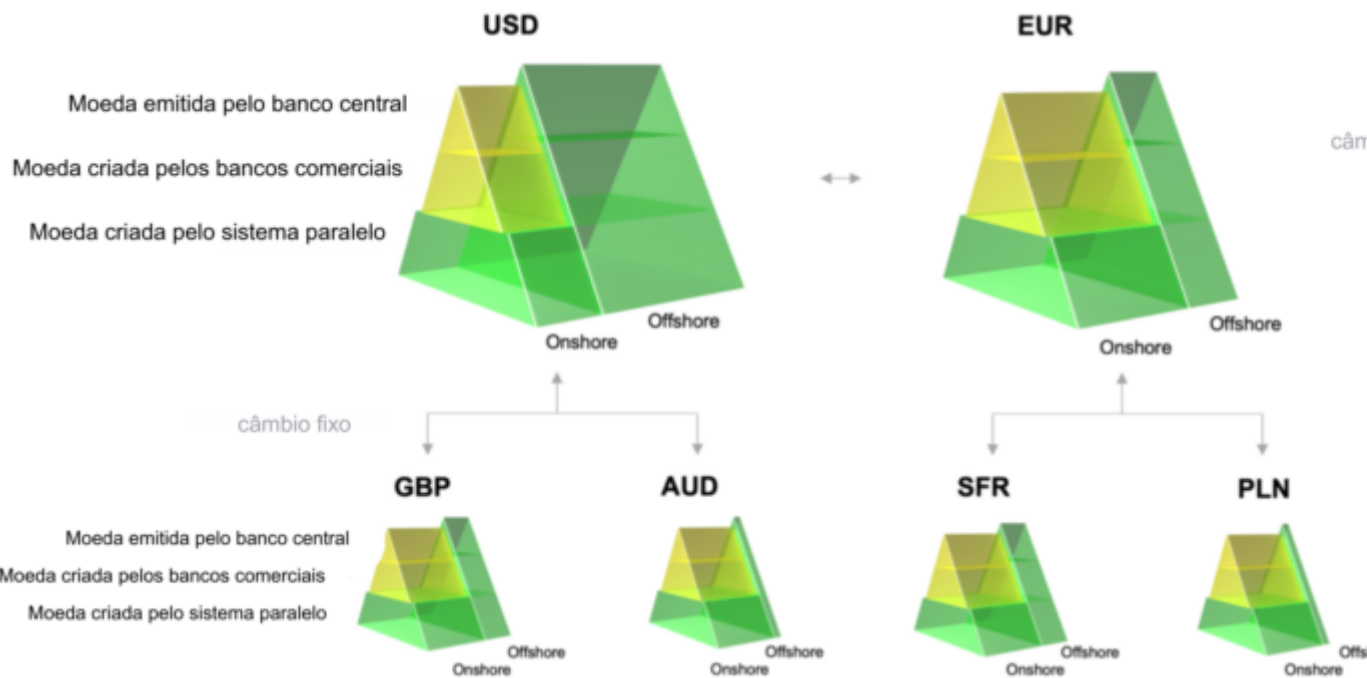 USD
EUR
Moeda emitida pelo banco central
Moeda criada pelos bancos comerciais
Moeda criada pelo sistema paralelo
Offshore
Onshore
Offshore
Onshore
câmbio fixo
GBP
AUD
SFR
PLN
Moeda emitida pelo banco central
Moeda criada pelos bancos comerciais
Moeda criada pelo sistema paralelo
Offshore
Onshore
Offshore
Onshore
Offshore
Onshore
Onshore